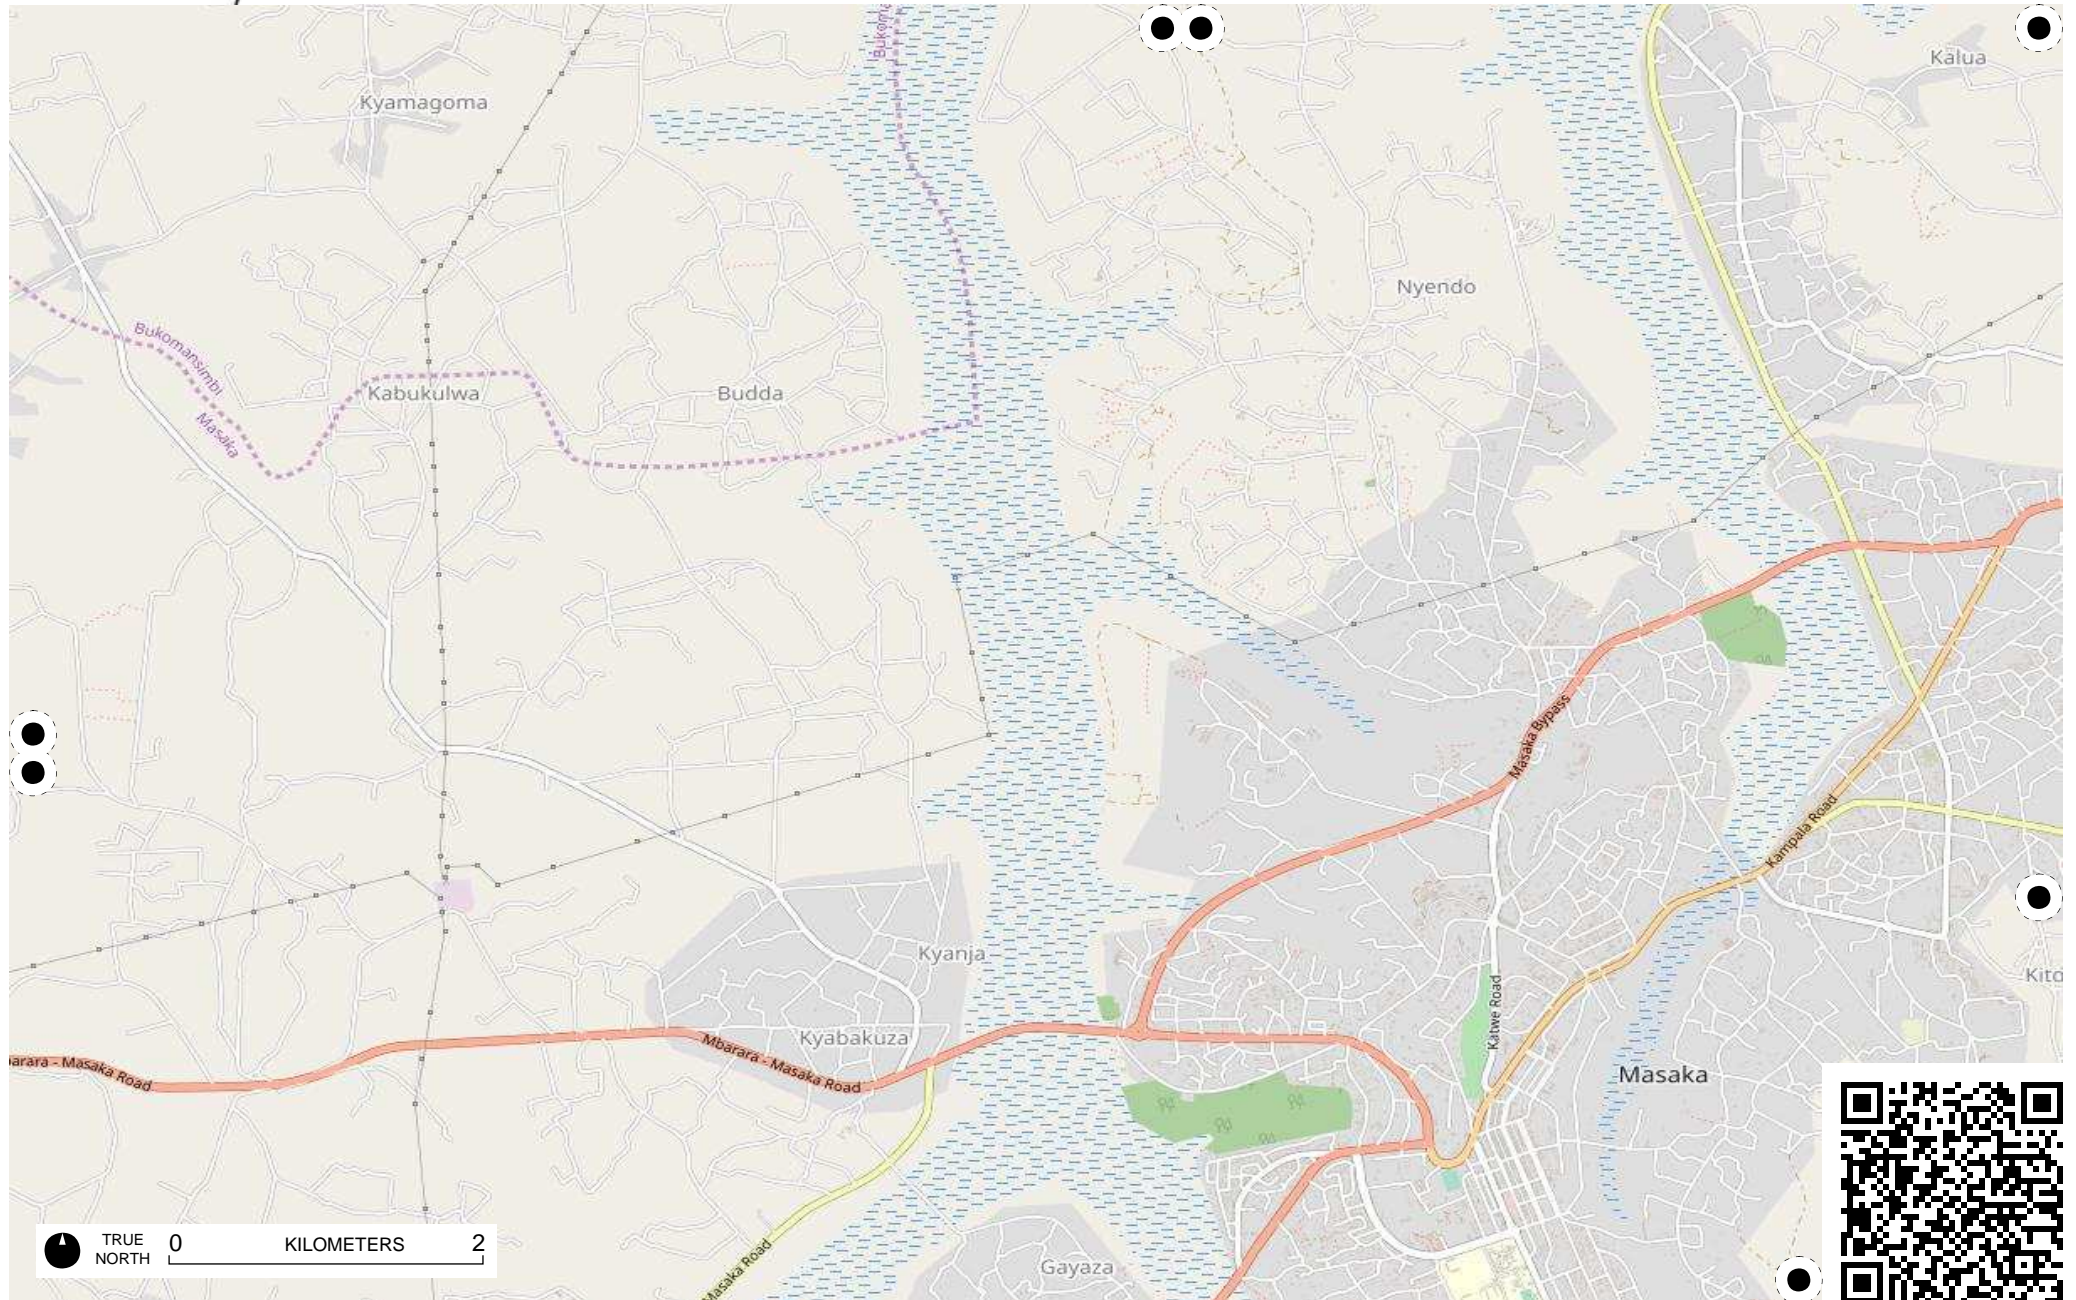 Kalua
Kyamagoma
Nyendo
Bukomansimbi
Masaka
Kabukulwa
Budda
Masaka Bypass
Kampala Road
Kyanja
Kito
Katwe Road
Kyabakuza
Mbarara - Masaka Road
arara - Masaka Road
Masaka
Masaka Road
Gayaza
TRUE
NORTH
0 KILOMETERS 2